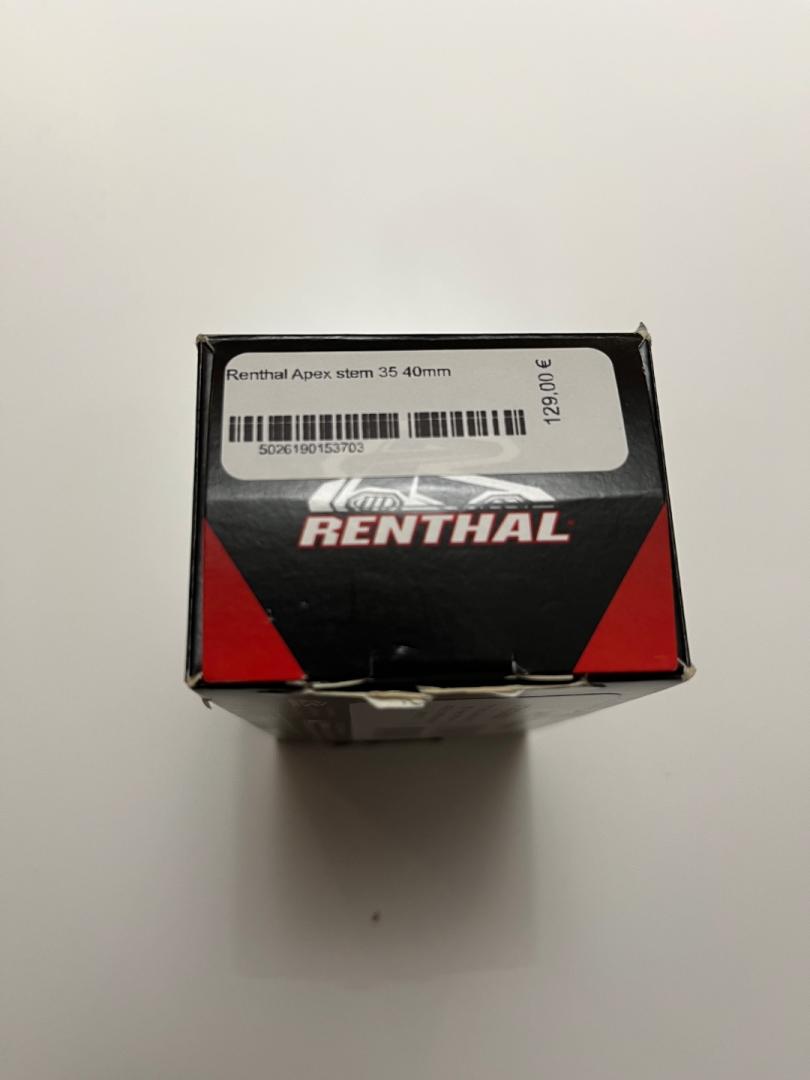 Renthal Apex stem 35 40mm
129,00 €
5026190153703
RENTHAL